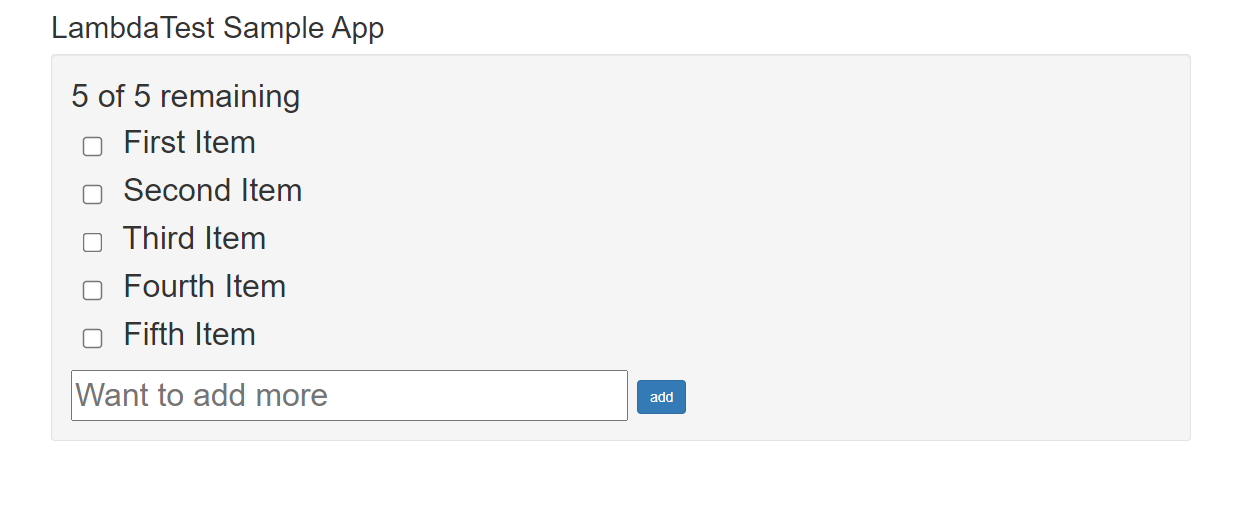 LambdaTest Sample App
5 of 5 remaining
First Item
Second Item
Third Item
Fourth Item
Fifth Item
Want to add more
add